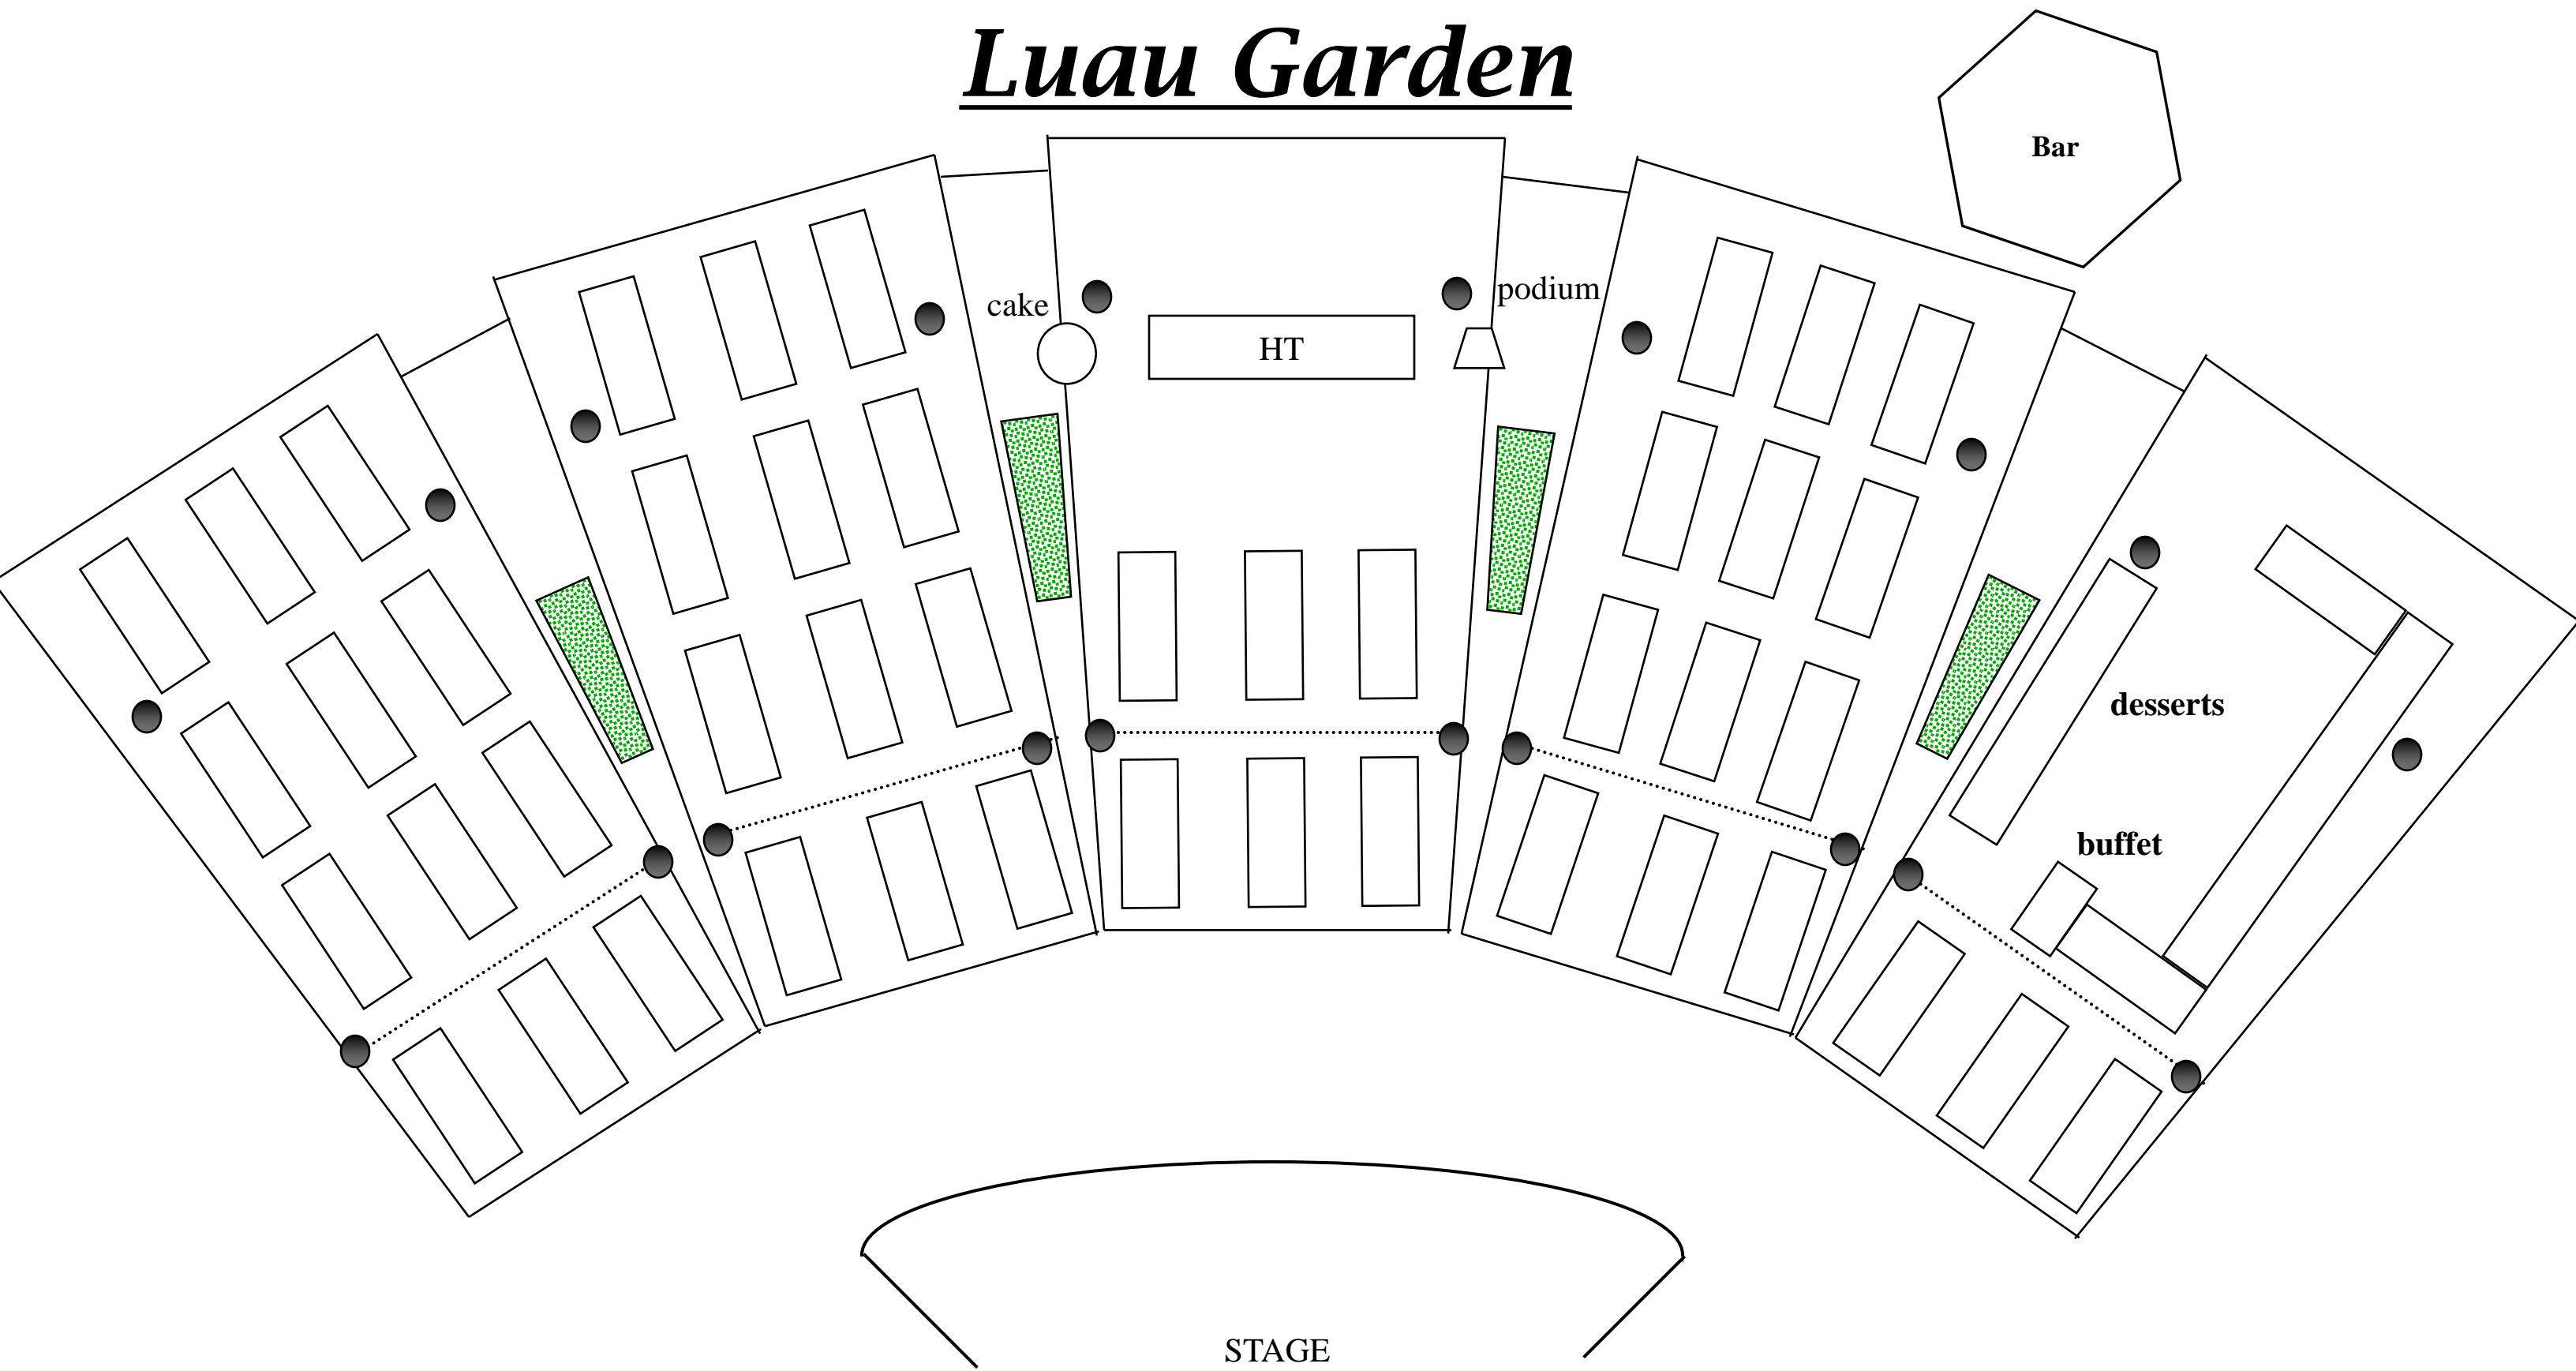 Luau Garden
Bar
cake
podium
HT
desserts
buffet
STAGE